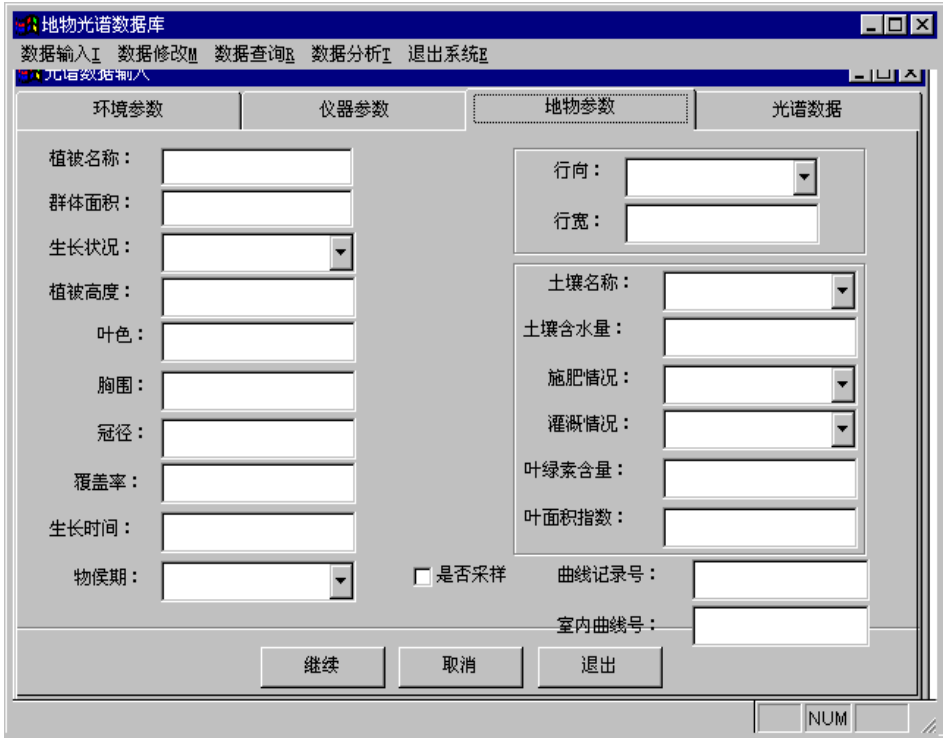 地物光谱数据库
数据输入I 数据修改M 数据查询R 数据分析T 退出系统E
光谱数据输入
环境参数 仪器参数 地物参数 光谱数据
植被名称：
群体面积：
生长状况：
植被高度：
叶色：
胸围：
冠径：
覆盖率：
生长时间：
物侯期：
行向：
行宽：
土壤名称：
土壤含水量：
施肥情况：
灌溉情况：
叶绿素含量：
叶面积指数：
是否采样
曲线记录号：
室内曲线号：
继续 取消 退出
NUM